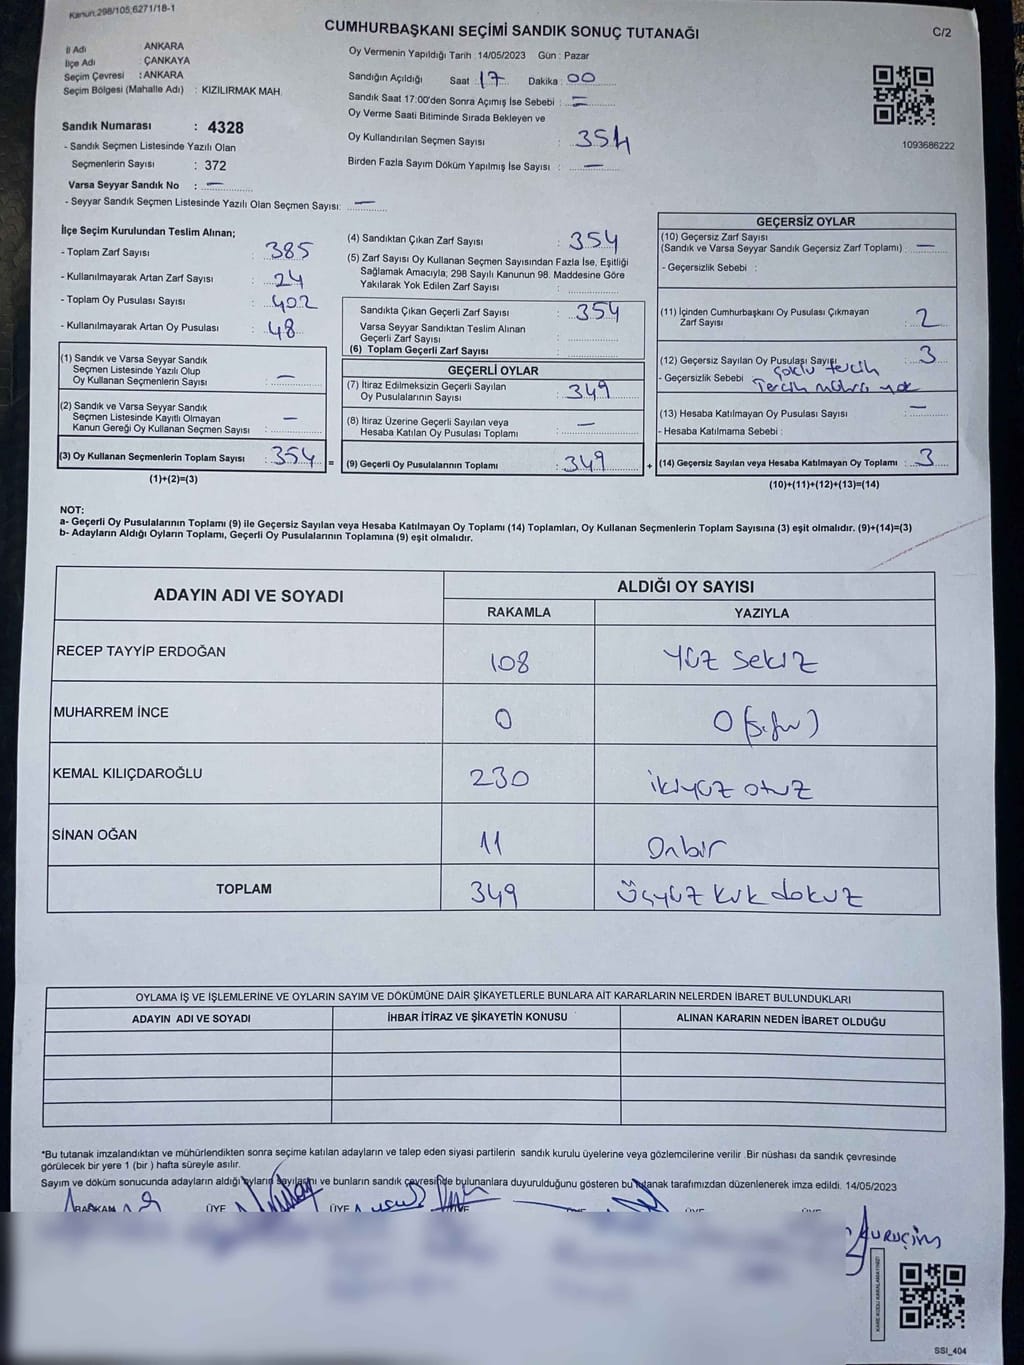 Kanun:298/105,6271/18-1
CUMHURBAŞKANI SEÇİMİ SANDIK SONUÇ TUTANAĞI
C/2
İl Adı : ANKARA
İlçe Adı : ÇANKAYA
Seçim Çevresi : ANKARA
Seçim Bölgesi (Mahalle Adı) : KIZILIRMAK MAH.
Sandık Numarası : 4328
- Sandık Seçmen Listesinde Yazılı Olan
Seçmenlerin Sayısı : 372
Varsa Seyyar Sandık No : —
- Seyyar Sandık Seçmen Listesinde Yazılı Olan Seçmen Sayısı: —
Oy Vermenin Yapıldığı Tarih : 14/05/2023 Gün : Pazar
Sandığın Açıldığı Saat : 17 Dakika : 00
Sandık Saat 17:00'den Sonra Açımış İse Sebebi : —
Oy Verme Saati Bitiminde Sırada Bekleyen ve
Oy Kullandırılan Seçmen Sayısı : 354
Birden Fazla Sayım Döküm Yapılmış İse Sayısı : —
1093686222
İlçe Seçim Kurulundan Teslim Alınan;
- Toplam Zarf Sayısı : 385
- Kullanılmayarak Artan Zarf Sayısı : 24
- Toplam Oy Pusulası Sayısı : 402
- Kullanılmayarak Artan Oy Pusulası : 48
(1) Sandık ve Varsa Seyyar Sandık
Seçmen Listesinde Yazılı Olup
Oy Kullanan Seçmenlerin Sayısı : —
(2) Sandık ve Varsa Seyyar Sandık
Seçmen Listesinde Kayıtlı Olmayan
Kanun Gereği Oy Kullanan Seçmen Sayısı : —
(3) Oy Kullanan Seçmenlerin Toplam Sayısı : 354 =
(1)+(2)=(3)
(4) Sandıktan Çıkan Zarf Sayısı : 354
(5) Zarf Sayısı Oy Kullanan Seçmen Sayısından Fazla İse, Eşitliği
Sağlamak Amacıyla; 298 Sayılı Kanunun 98. Maddesine Göre
Yakılarak Yok Edilen Zarf Sayısı :
Sandıkta Çıkan Geçerli Zarf Sayısı : 354
Varsa Seyyar Sandıktan Teslim Alınan
Geçerli Zarf Sayısı :
(6) Toplam Geçerli Zarf Sayısı :
GEÇERLİ OYLAR
(7) İtiraz Edilmeksizin Geçerli Sayılan
Oy Pusulalarının Sayısı : 349
(8) İtiraz Üzerine Geçerli Sayılan veya
Hesaba Katılan Oy Pusulası Toplamı : —
(9) Geçerli Oy Pusulalarının Toplamı : 349 +
GEÇERSİZ OYLAR
(10) Geçersiz Zarf Sayısı
(Sandık ve Varsa Seyyar Sandık Geçersiz Zarf Toplamı) : —
- Geçersizlik Sebebi :
(11) İçinden Cumhurbaşkanı Oy Pusulası Çıkmayan
Zarf Sayısı : 2
(12) Geçersiz Sayılan Oy Pusulası Sayısı : 3
- Geçersizlik Sebebi : çoklu tercih
Tercih mührü yok
(13) Hesaba Katılmayan Oy Pusulası Sayısı : —
- Hesaba Katılmama Sebebi :
(14) Geçersiz Sayılan veya Hesaba Katılmayan Oy Toplamı : 3
(10)+(11)+(12)+(13)=(14)
NOT:
a- Geçerli Oy Pusulalarının Toplamı (9) ile Geçersiz Sayılan veya Hesaba Katılmayan Oy Toplamı (14) Toplamları, Oy Kullanan Seçmenlerin Toplam Sayısına (3) eşit olmalıdır. (9)+(14)=(3)
b- Adayların Aldığı Oyların Toplamı, Geçerli Oy Pusulalarının Toplamına (9) eşit olmalıdır.
ADAYIN ADI VE SOYADI ALDIĞI OY SAYISI
RAKAMLA YAZIYLA
RECEP TAYYİP ERDOĞAN 108 Yüz Sekiz
MUHARREM İNCE 0 0 (sıfır)
KEMAL KILIÇDAROĞLU 230 ikiyüz otuz
SİNAN OĞAN 11 Onbir
TOPLAM 349 Üçyüz kırk dokuz
OYLAMA İŞ VE İŞLEMLERİNE VE OYLARIN SAYIM VE DÖKÜMÜNE DAİR ŞİKAYETLERLE BUNLARA AİT KARARLARIN NELERDEN İBARET BULUNDUKLARI
ADAYIN ADI VE SOYADI İHBAR İTİRAZ VE ŞİKAYETİN KONUSU ALINAN KARARIN NEDEN İBARET OLDUĞU
*Bu tutanak imzalandıktan ve mühürlendikten sonra seçime katılan adayların ve talep eden siyasi partilerin sandık kurulu üyelerine veya gözlemcilerine verilir .Bir nüshası da sandık çevresinde
görülecek bir yere 1 (bir ) hafta süreyle asılır.
Sayım ve döküm sonucunda adayların aldığı oyların sayılarını ve bunların sandık çevresinde bulunanlara duyurulduğunu gösteren bu tutanak tarafımızdan düzenlenerek imza edildi. 14/05/2023
BAŞKAN ÜYE ÜYE ÜYE ÜYE ÜYE
KARE KODU KARALAMAYINIZ!
SSI_404